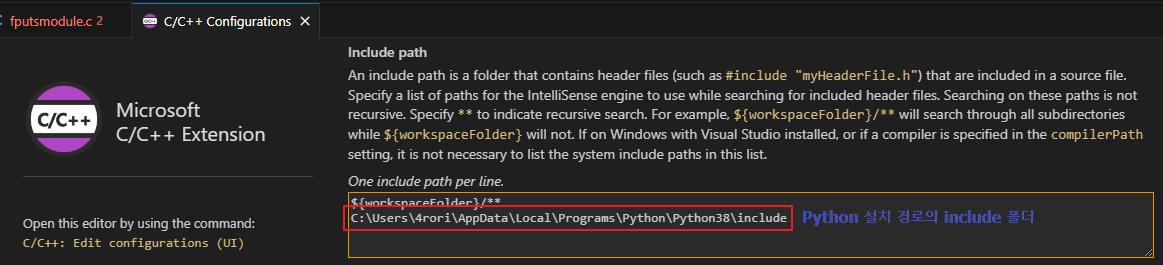 fputsmodule.c 2
C/C++ Configurations ×
Include path
An include path is a folder that contains header files (such as #include "myHeaderFile.h") that are included in a source file.
Specify a list of paths for the IntelliSense engine to use while searching for included header files. Searching on these paths is not
recursive. Specify ** to indicate recursive search. For example, ${workspaceFolder}/** will search through all subdirectories
while ${workspaceFolder} will not. If on Windows with Visual Studio installed, or if a compiler is specified in the compilerPath
setting, it is not necessary to list the system include paths in this list.
One include path per line.
${workspaceFolder}/**
C:\Users\4rori\AppData\Local\Programs\Python\Python38\include
Python 설치 경로의 include 폴더
C/C++
Microsoft
C/C++ Extension
Open this editor by using the command:
C/C++: Edit configurations (UI)